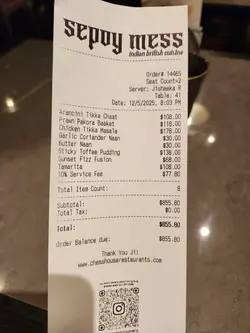 sepoy mess
indian british cuisine
Order# 14465
Seat Count=2
Server: Jisheeka R
Table: 41
Date: 12/5/2025, 8:03 PM
Arancini Tikka Chaat $108.00
Prawn Pakora Basket $118.00
Chicken Tikka Masala $178.00
Garlic Coriander Naan $30.00
Butter Naan $30.00
Sticky Toffee Pudding $138.00
Sunset Fizz Fusion $68.00
Tamarita $108.00
10% Service Fee $77.80
Total Item Count: 8
Subtotal: $855.80
Total Tax: $0.00
Total: $855.80
Order Balance due: $855.80
Thank You Ji!
www.chesshouserestaurants.com